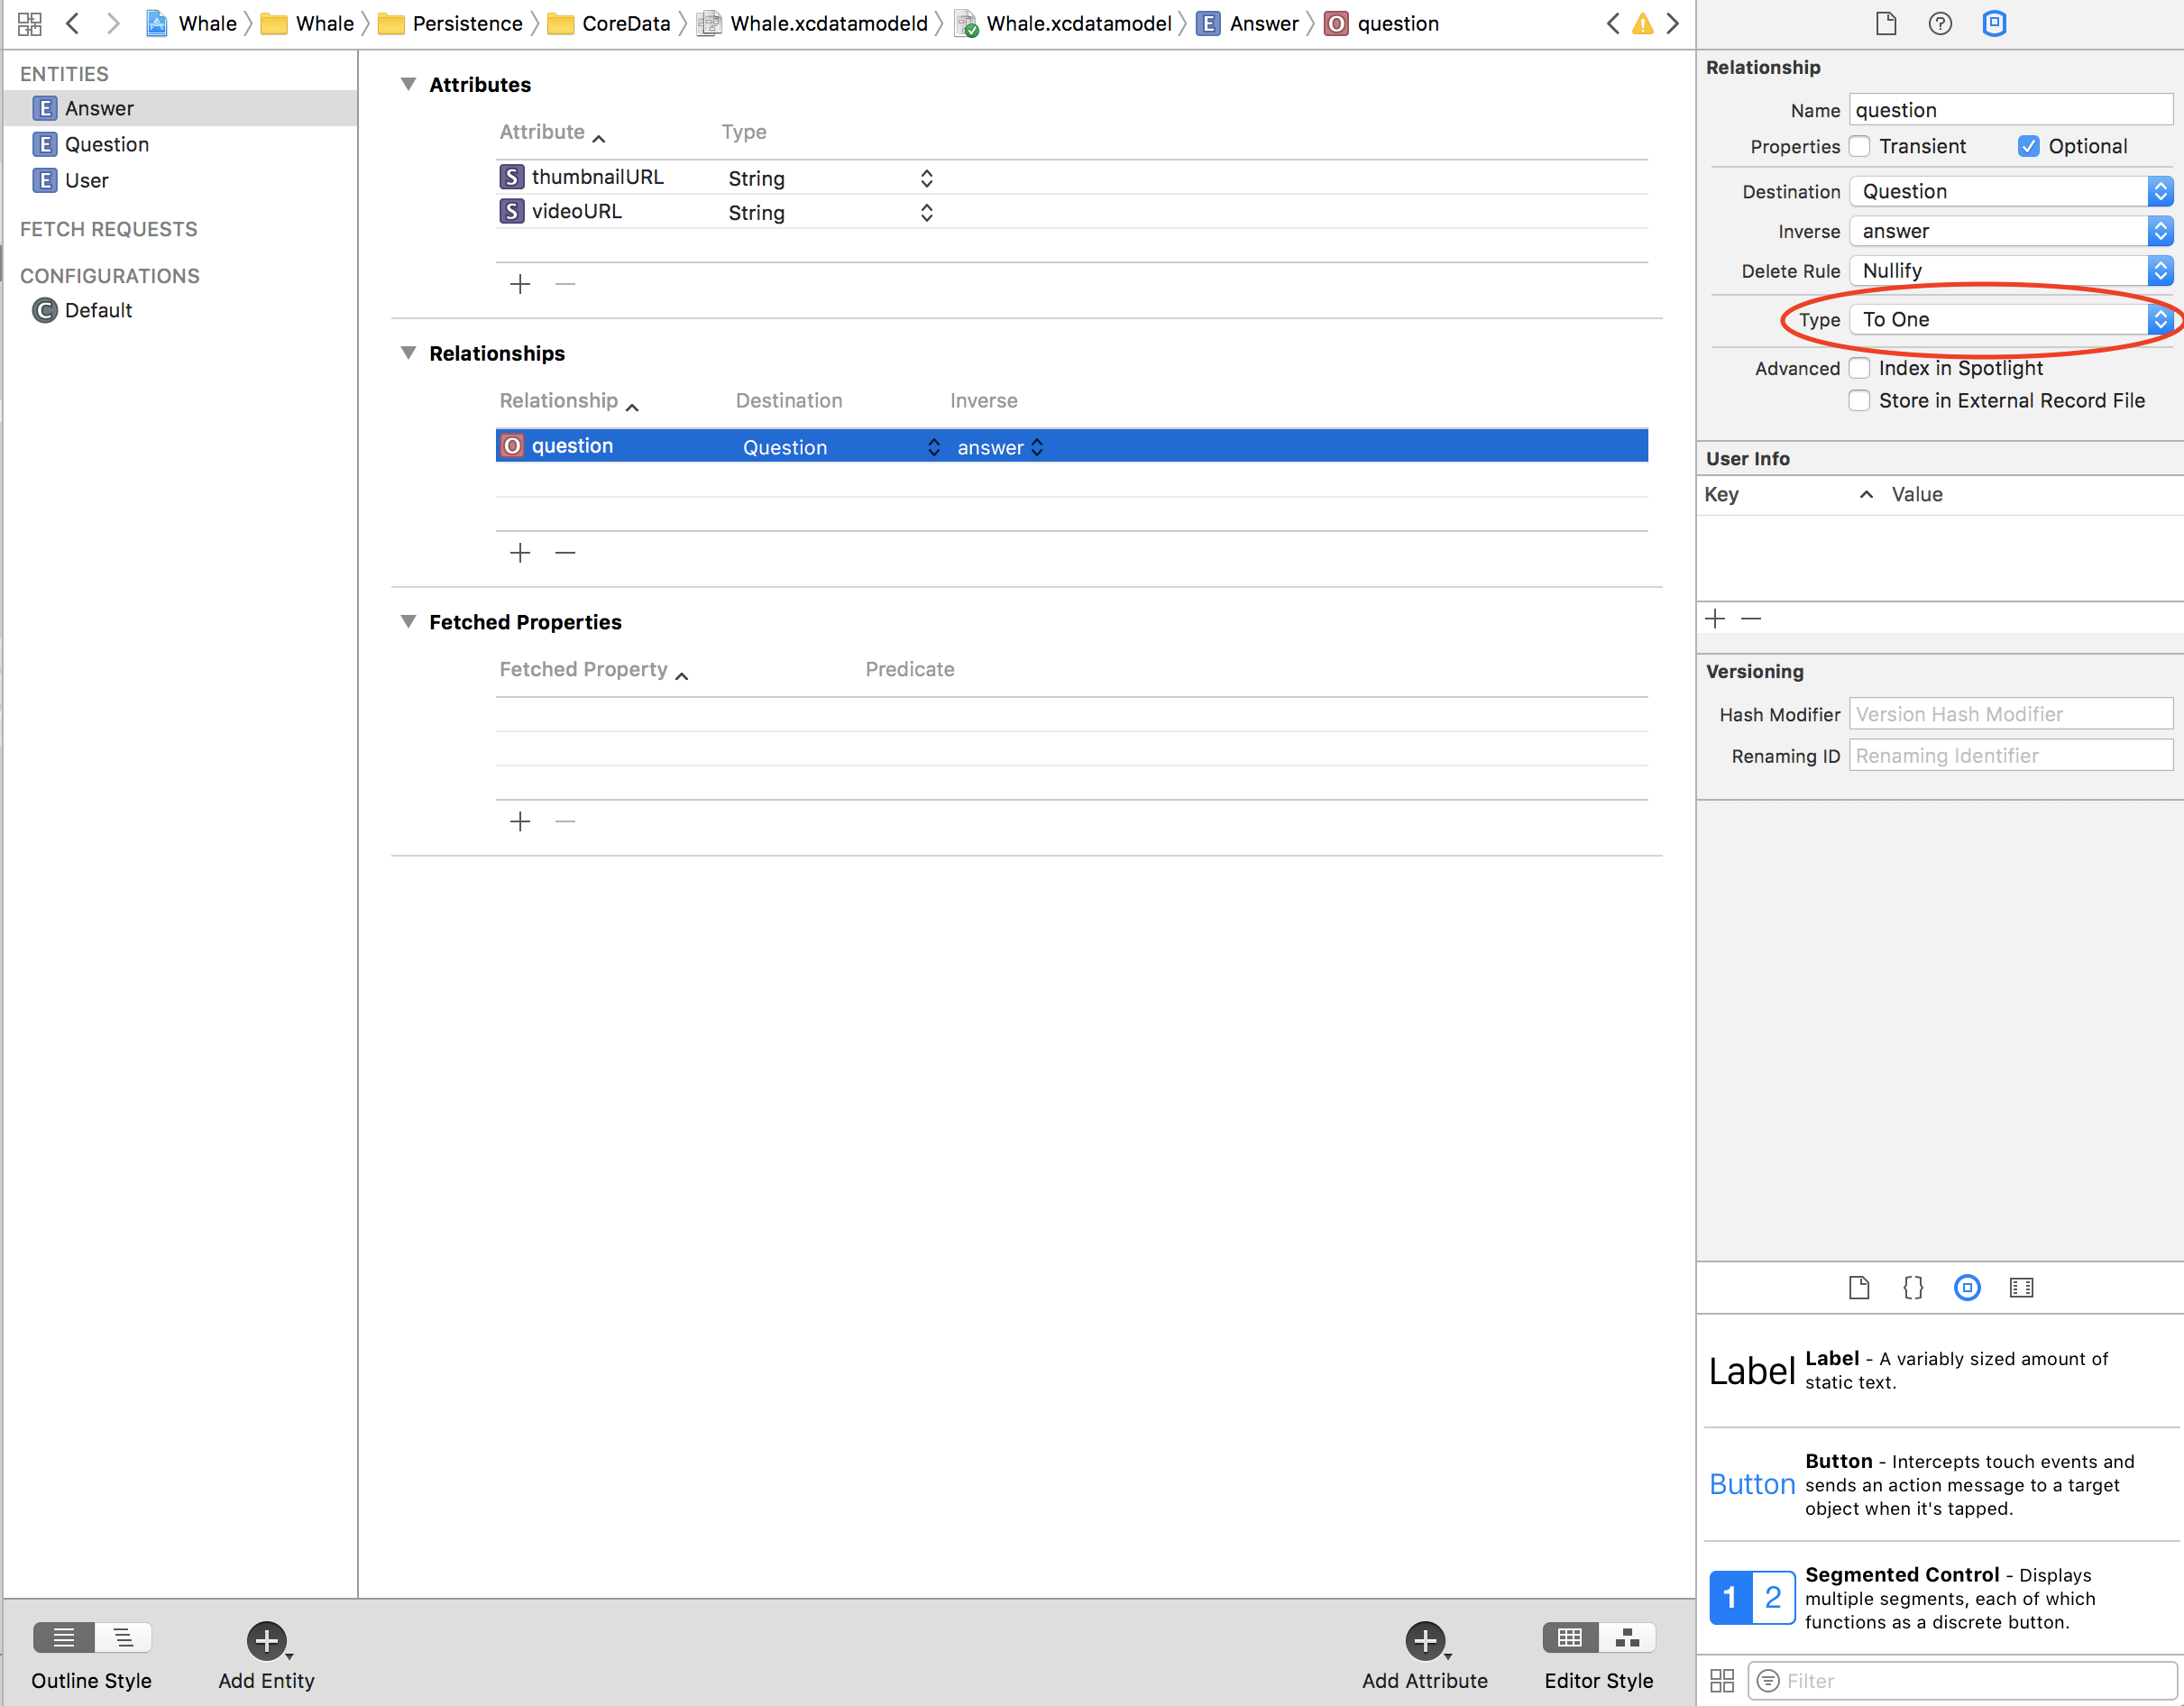 Whale Whale Persistence CoreData Whale.xcdatamodeld Whale.xcdatamodel E Answer O question
ENTITIES
E Answer
E Question
E User
FETCH REQUESTS
CONFIGURATIONS
C Default
Attributes
Attribute Type
S thumbnailURL String
S videoURL String
Relationships
Relationship Destination Inverse
O question Question answer
Fetched Properties
Fetched Property Predicate
Outline Style
Add Entity
Add Attribute
Editor Style
Relationship
Name question
Properties Transient Optional
Destination Question
Inverse answer
Delete Rule Nullify
Type To One
Advanced Index in Spotlight
Store in External Record File
User Info
Key Value
Versioning
Hash Modifier Version Hash Modifier
Renaming ID Renaming Identifier
Label Label - A variably sized amount of
static text.
Button - Intercepts touch events and
Button sends an action message to a target
object when it's tapped.
Segmented Control - Displays
1 2 multiple segments, each of which
functions as a discrete button.
Filter